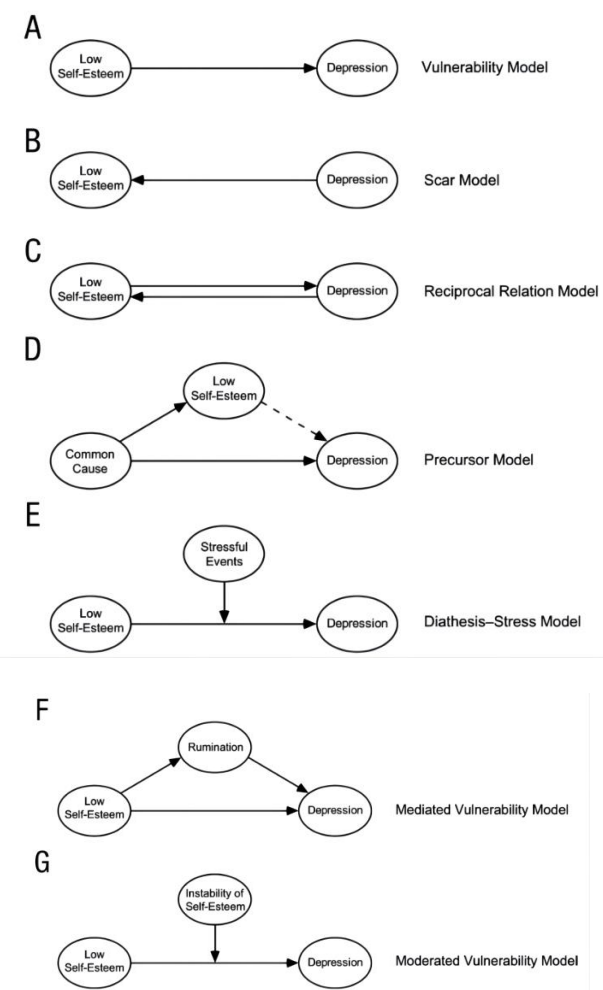 A
Low
Self-Esteem
Depression
Vulnerability Model
B
Low
Self-Esteem
Depression
Scar Model
C
Low
Self-Esteem
Depression
Reciprocal Relation Model
D
Low
Self-Esteem
Common
Cause
Depression
Precursor Model
E
Stressful
Events
Low
Self-Esteem
Depression
Diathesis–Stress Model
F
Rumination
Low
Self-Esteem
Depression
Mediated Vulnerability Model
G
Instability of
Self-Esteem
Low
Self-Esteem
Depression
Moderated Vulnerability Model